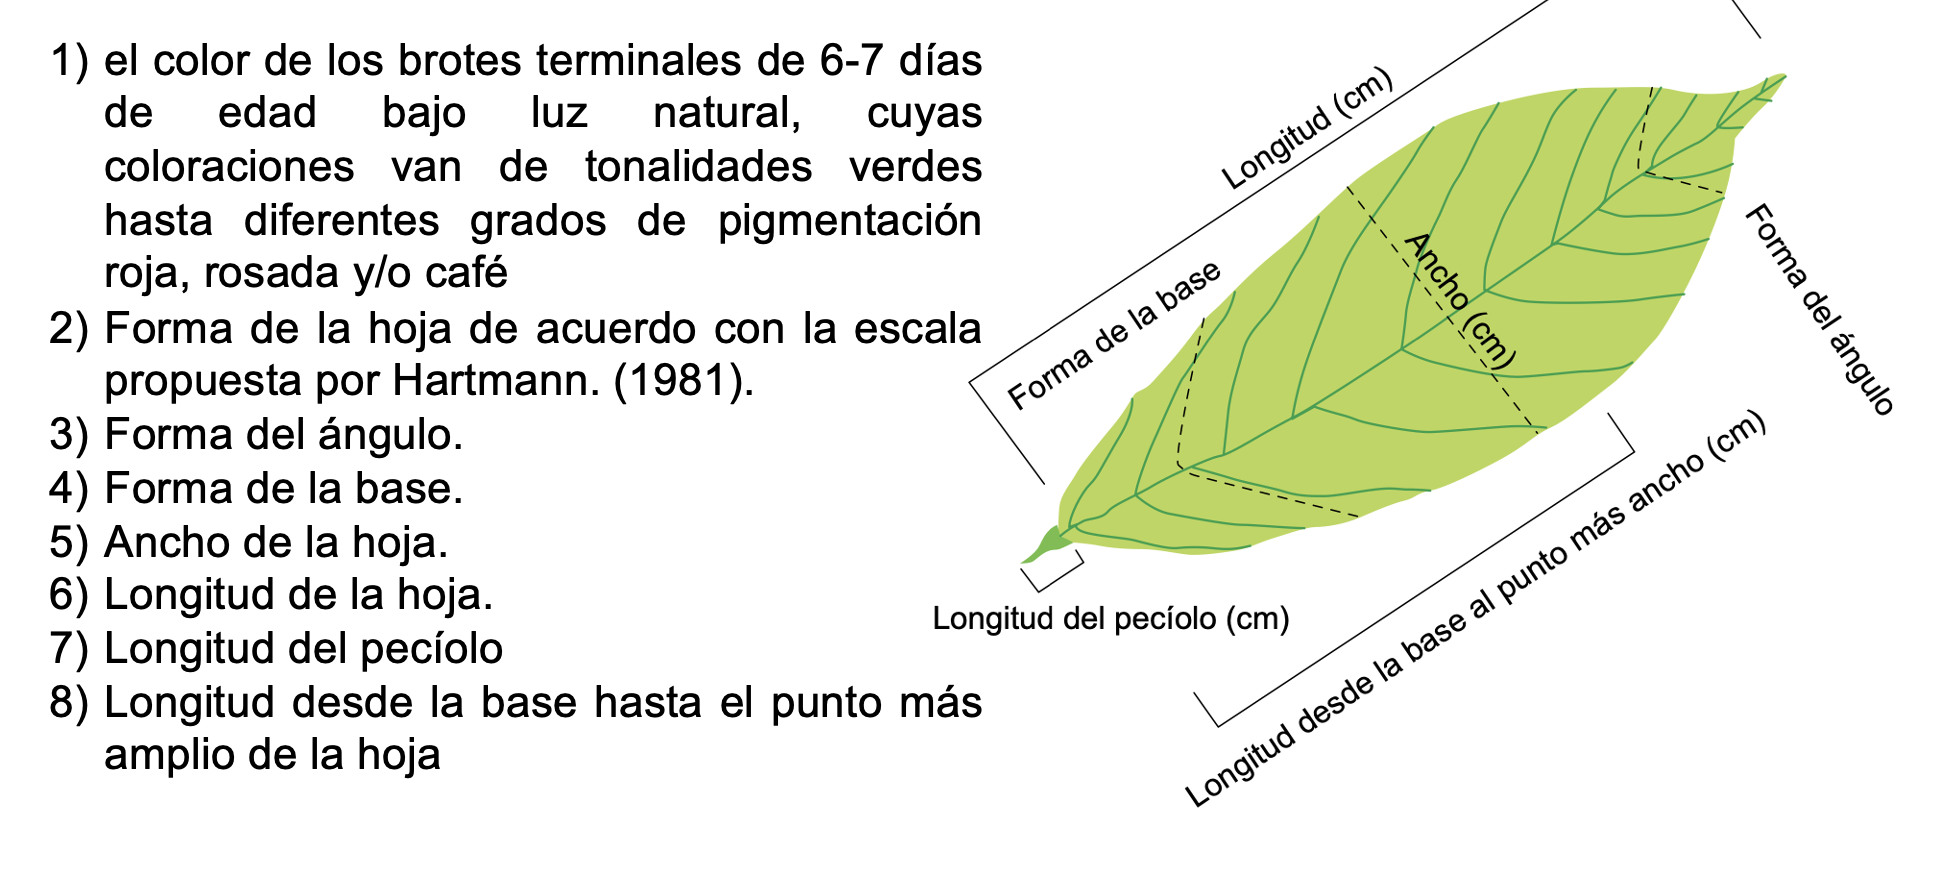 1) el color de los brotes terminales de 6-7 días
de edad bajo luz natural, cuyas
coloraciones van de tonalidades verdes
hasta diferentes grados de pigmentación
roja, rosada y/o café
2) Forma de la hoja de acuerdo con la escala
propuesta por Hartmann. (1981).
3) Forma del ángulo.
4) Forma de la base.
5) Ancho de la hoja.
6) Longitud de la hoja.
7) Longitud del pecíolo
8) Longitud desde la base hasta el punto más
amplio de la hoja
Longitud (cm)
Forma de la base
Ancho (cm)
Forma del ángulo
Longitud del pecíolo (cm)
Longitud desde la base al punto más ancho (cm)